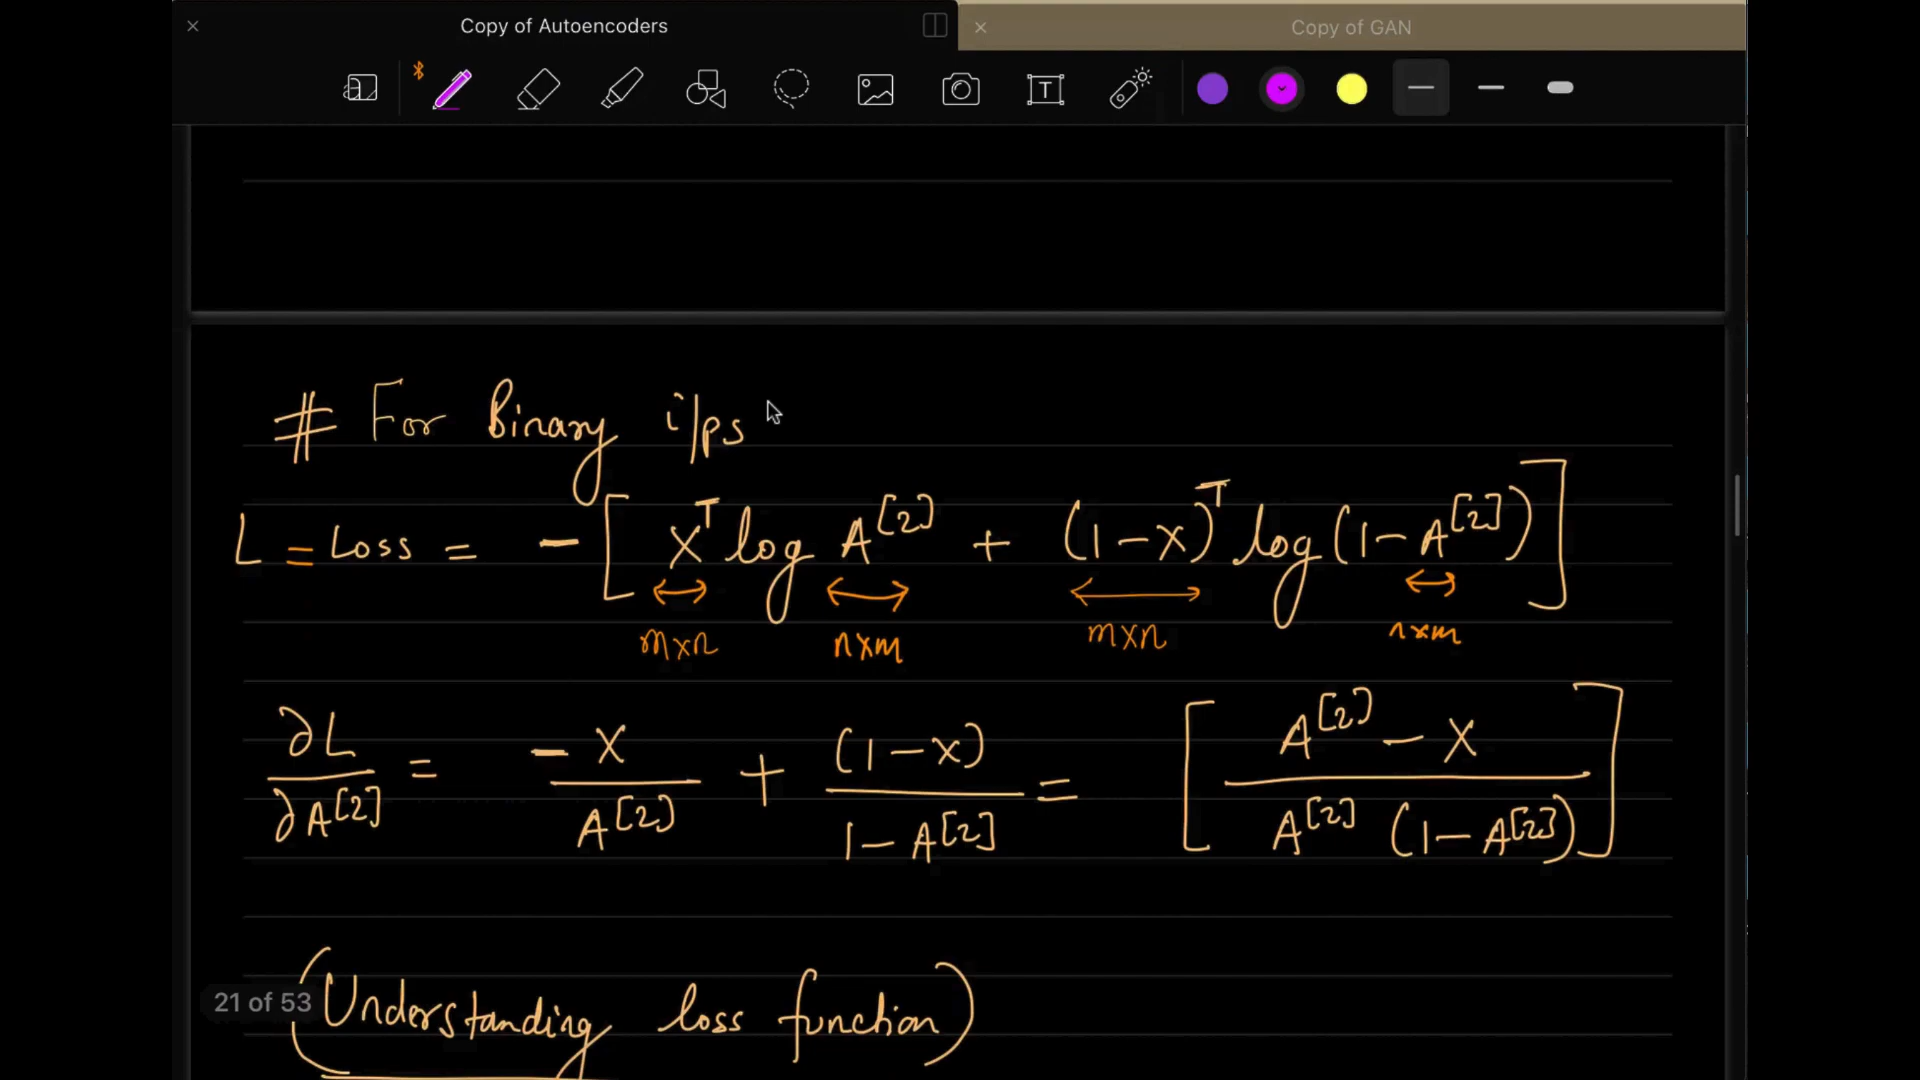 Copy of Autoencoders
Copy of GAN
# For Binary i/ps
L = Loss = - [ X^T log A^[2] + (1-X)^T log(1-A^[2]) ]
m×n n×m m×n n×m
∂L/∂A^[2] = -X/A^[2] + (1-X)/(1-A^[2]) = [ (A^[2] - X)/(A^[2] (1-A^[2])) ]
(Understanding loss function)
21 of 53